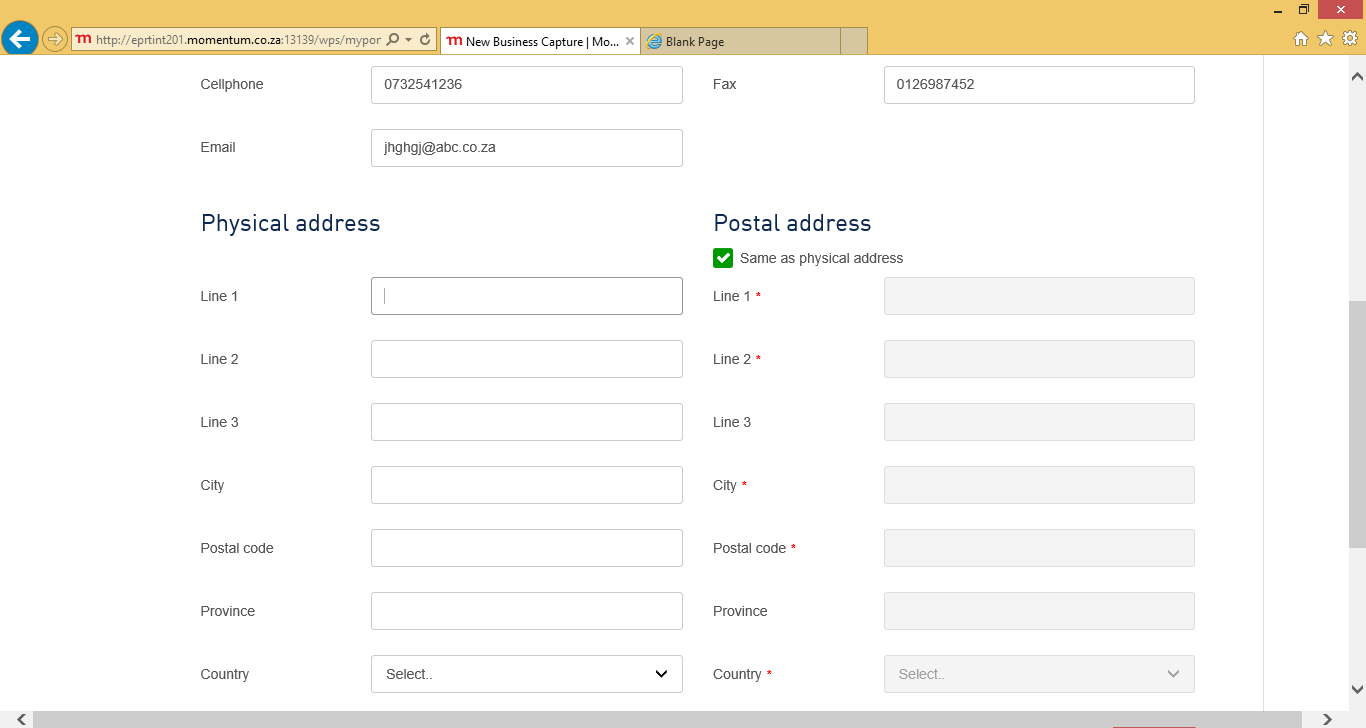 http://eprtint201.momentum.co.za:13139/wps/mypor
m New Business Capture | Mo...
Blank Page
Cellphone 0732541236 Fax 0126987452
Email jhghgj@abc.co.za
Physical address Postal address
Same as physical address
Line 1 Line 1 *
Line 2 Line 2 *
Line 3 Line 3
City City *
Postal code Postal code *
Province Province
Country Select.. Country * Select..